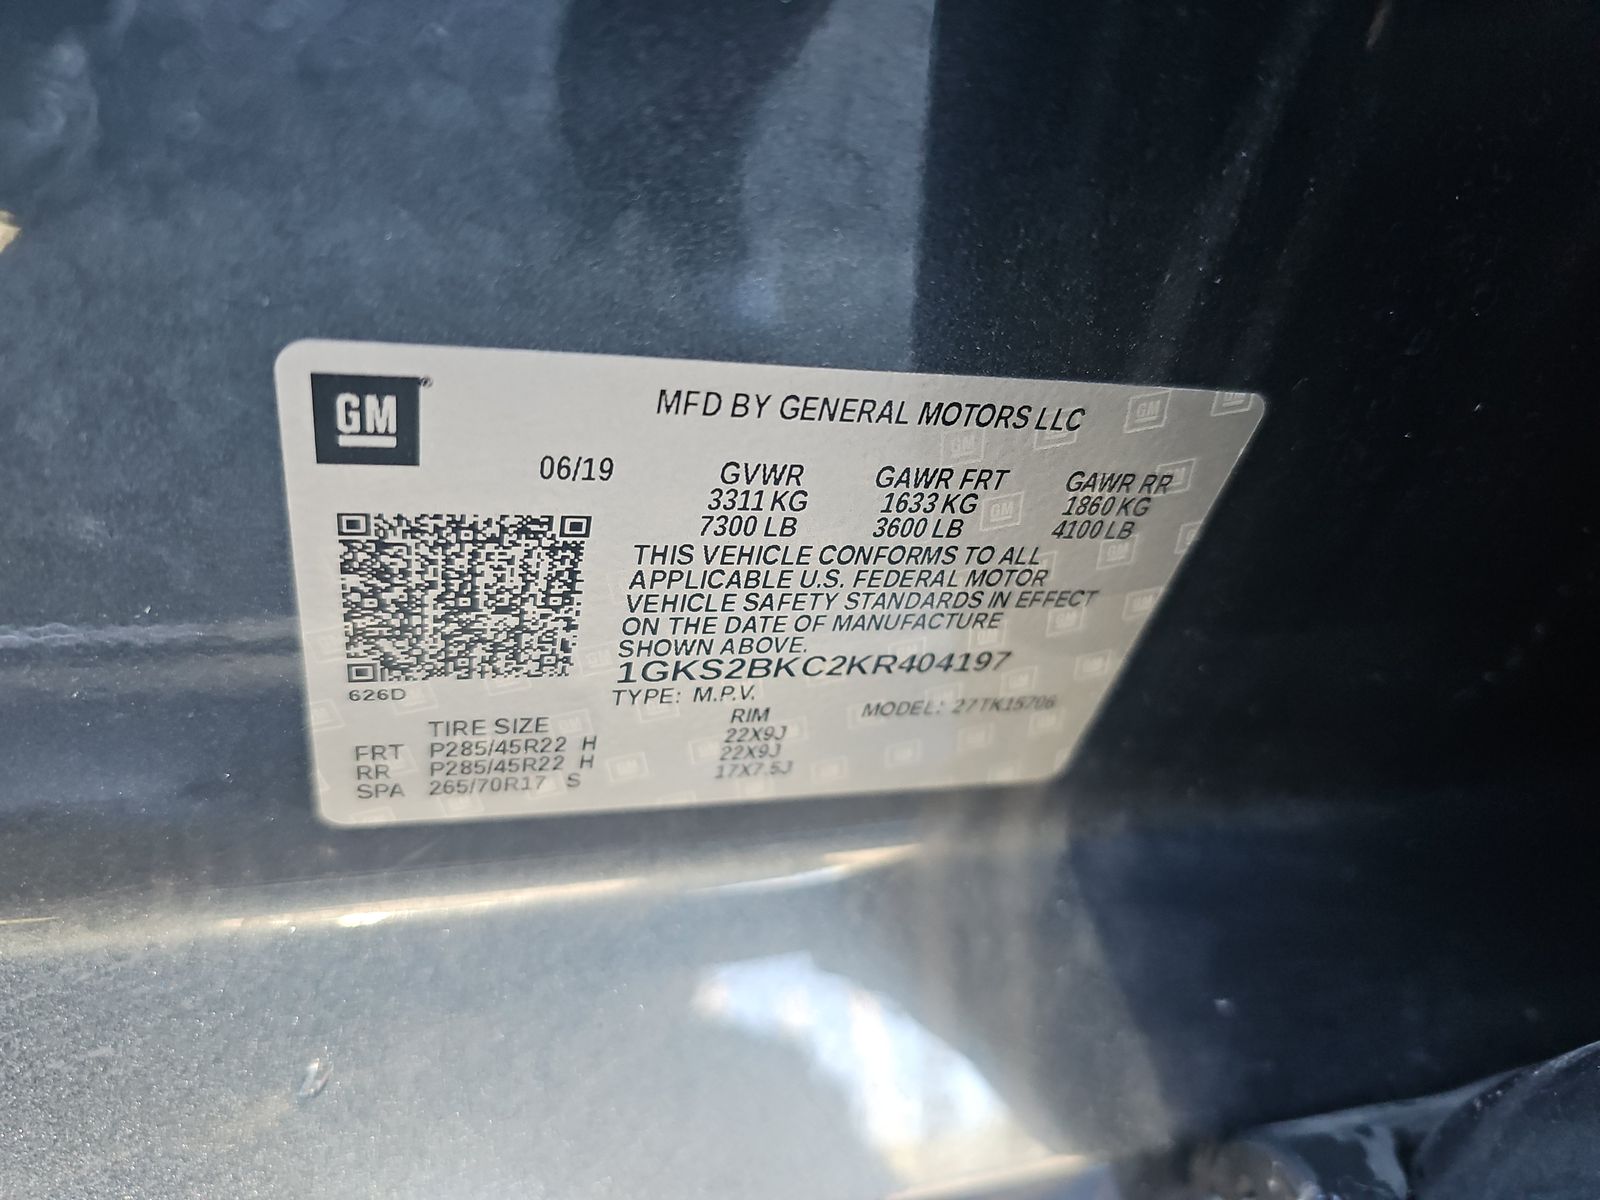 GM
MFD BY GENERAL MOTORS LLC
06/19
GVWR GAWR FRT GAWR RR
3311 KG 1633 KG 1860 KG
7300 LB 3600 LB 4100 LB
THIS VEHICLE CONFORMS TO ALL
APPLICABLE U.S. FEDERAL MOTOR
VEHICLE SAFETY STANDARDS IN EFFECT
ON THE DATE OF MANUFACTURE
SHOWN ABOVE.
1GKS2BKC2KR404197
626D
TYPE: M.P.V.
MODEL: 27TK15706
TIRE SIZE RIM
FRT P285/45R22 H 22X9J
RR P285/45R22 H 22X9J
SPA 265/70R17 S 17X7.5J